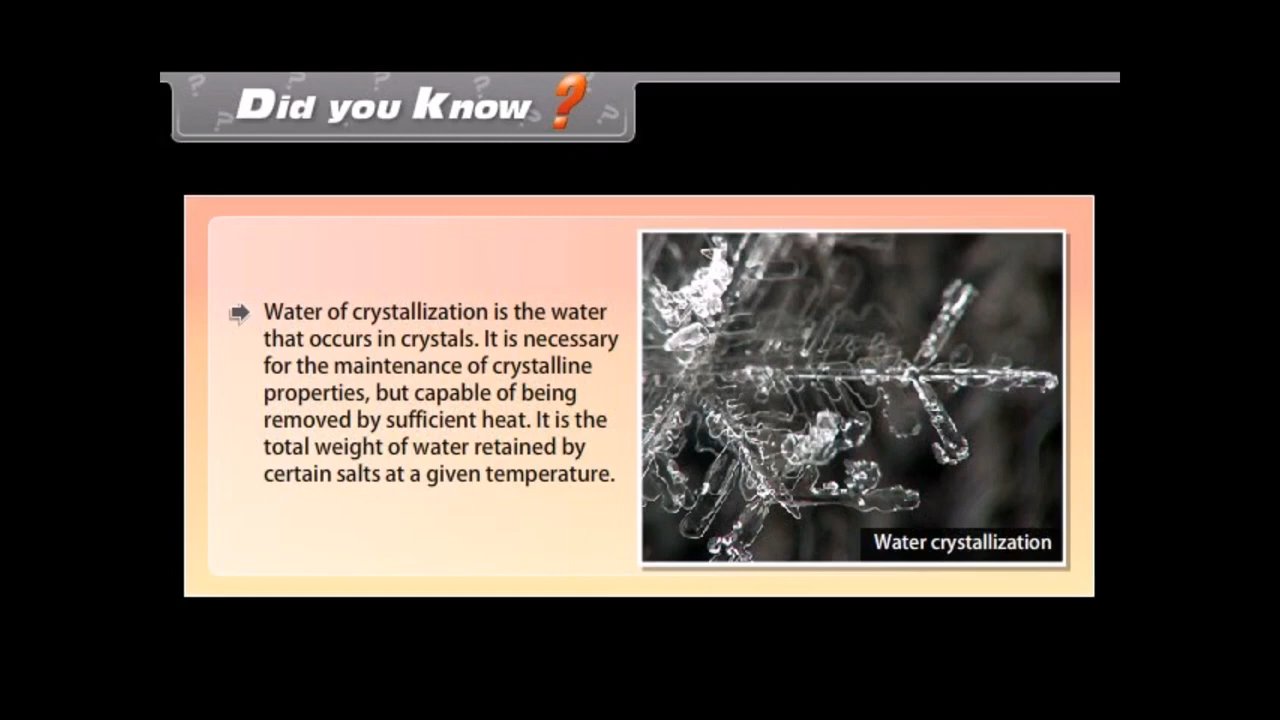 Did you Know ?
Water of crystallization is the water
that occurs in crystals. It is necessary
for the maintenance of crystalline
properties, but capable of being
removed by sufficient heat. It is the
total weight of water retained by
certain salts at a given temperature.
Water crystallization